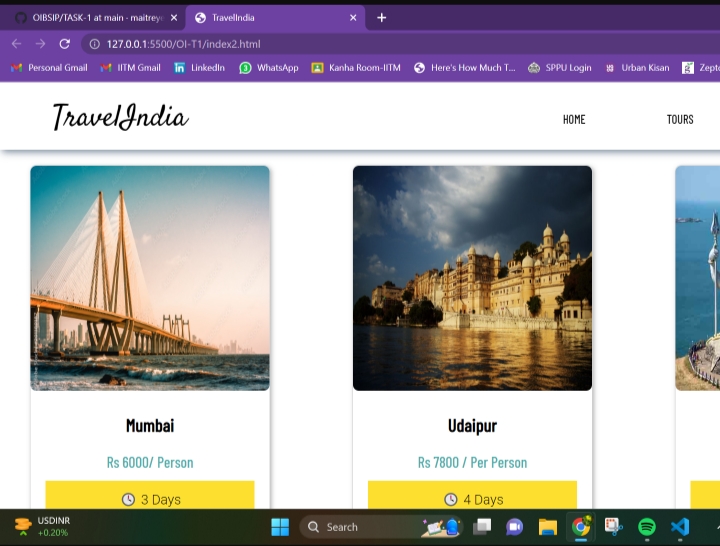 OIBSIP/TASK-1 at main · maitreye
TravelIndia
127.0.0.1:5500/OI-T1/index2.html
Personal Gmail
IITM Gmail
LinkedIn
WhatsApp
Kanha Room-IITM
Here's How Much T...
SPPU Login
Urban Kisan
Zepto
TravelIndia
HOME
TOURS
Mumbai
Rs 6000/ Person
3 Days
Udaipur
Rs 7800 / Per Person
4 Days
USDINR
+0.20%
Search